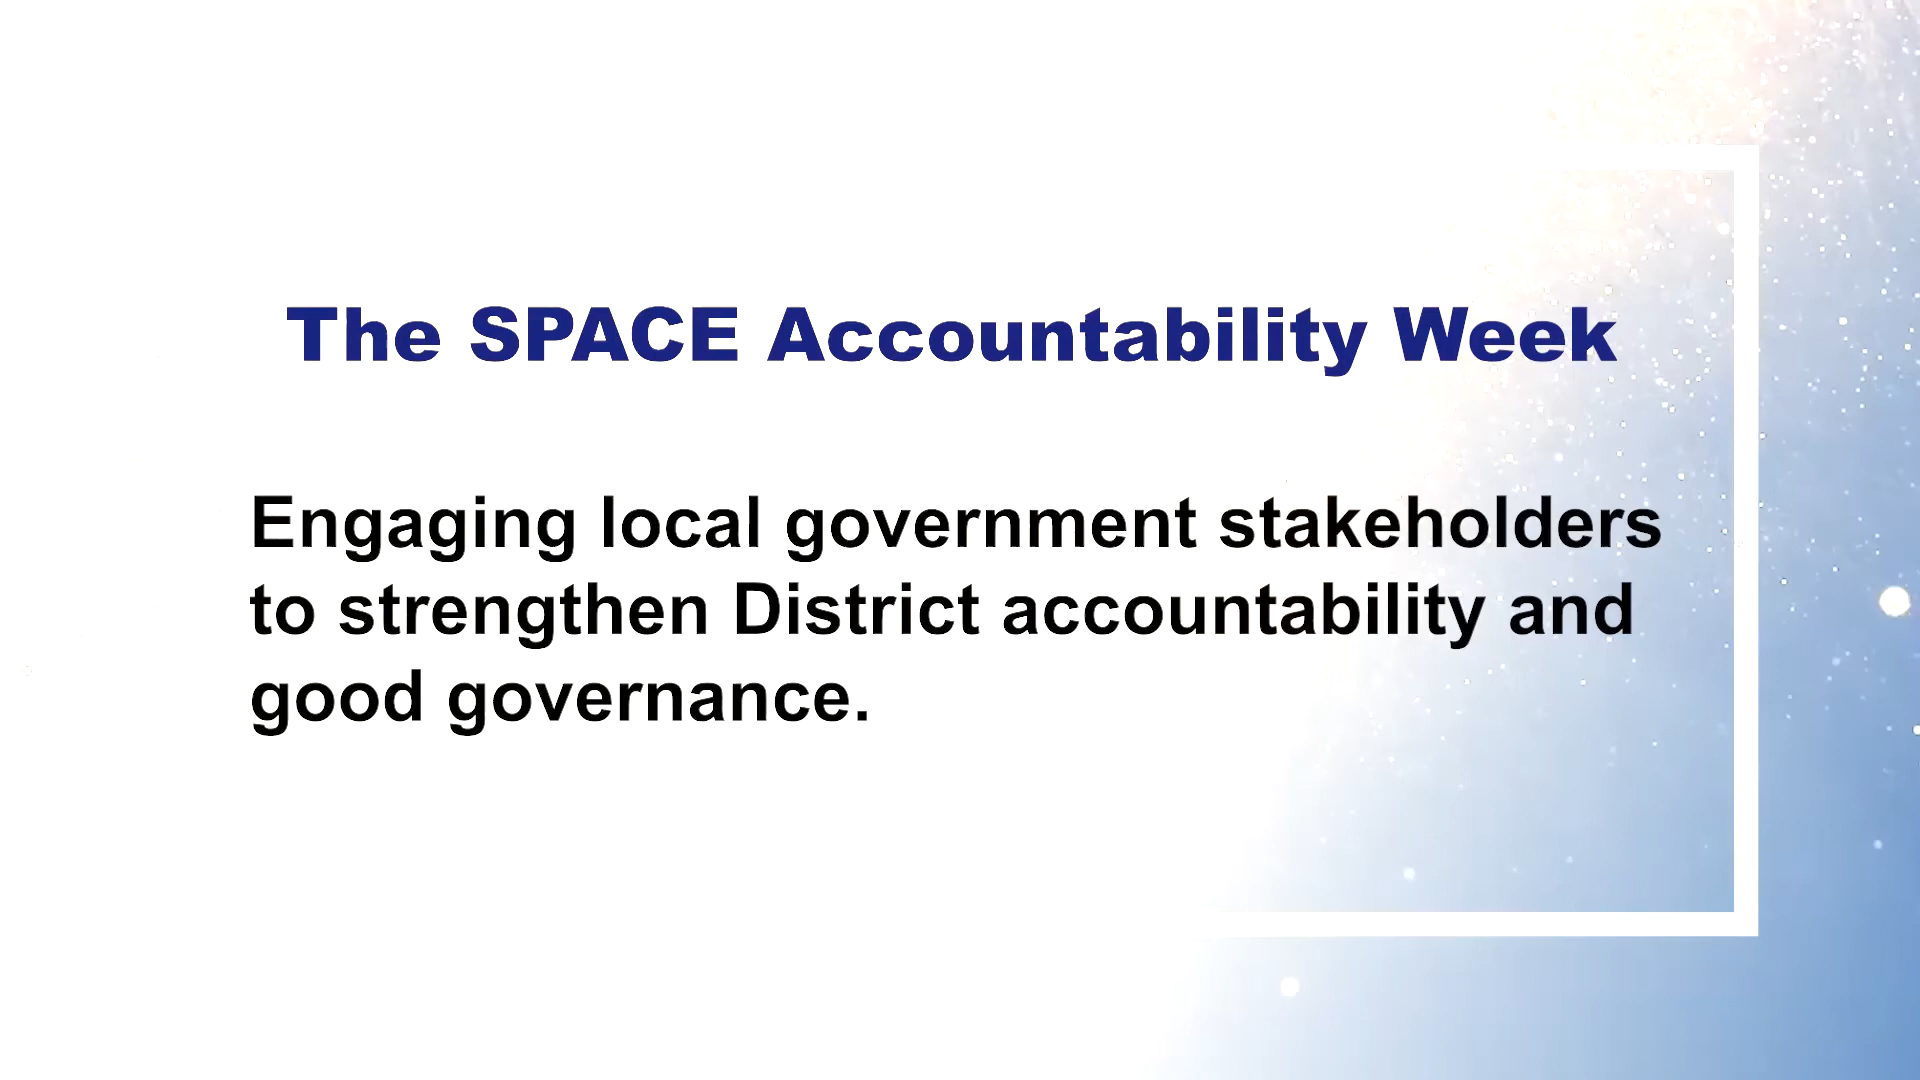 The SPACE Accountability Week
Engaging local government stakeholders
to strengthen District accountability and
good governance.